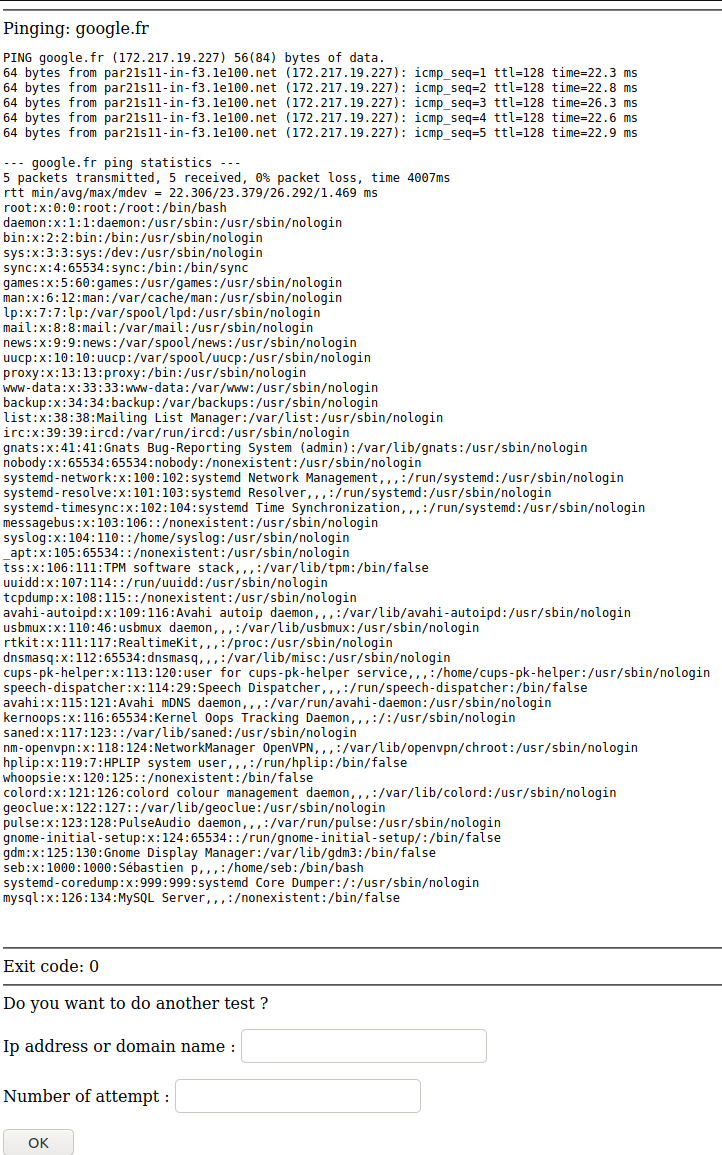 Pinging: google.fr
PING google.fr (172.217.19.227) 56(84) bytes of data.
64 bytes from par21s11-in-f3.1e100.net (172.217.19.227): icmp_seq=1 ttl=128 time=22.3 ms
64 bytes from par21s11-in-f3.1e100.net (172.217.19.227): icmp_seq=2 ttl=128 time=22.8 ms
64 bytes from par21s11-in-f3.1e100.net (172.217.19.227): icmp_seq=3 ttl=128 time=26.3 ms
64 bytes from par21s11-in-f3.1e100.net (172.217.19.227): icmp_seq=4 ttl=128 time=22.6 ms
64 bytes from par21s11-in-f3.1e100.net (172.217.19.227): icmp_seq=5 ttl=128 time=22.9 ms
--- google.fr ping statistics ---
5 packets transmitted, 5 received, 0% packet loss, time 4007ms
rtt min/avg/max/mdev = 22.306/23.379/26.292/1.469 ms
root:x:0:0:root:/root:/bin/bash
daemon:x:1:1:daemon:/usr/sbin:/usr/sbin/nologin
bin:x:2:2:bin:/bin:/usr/sbin/nologin
sys:x:3:3:sys:/dev:/usr/sbin/nologin
sync:x:4:65534:sync:/bin:/bin/sync
games:x:5:60:games:/usr/games:/usr/sbin/nologin
man:x:6:12:man:/var/cache/man:/usr/sbin/nologin
lp:x:7:7:lp:/var/spool/lpd:/usr/sbin/nologin
mail:x:8:8:mail:/var/mail:/usr/sbin/nologin
news:x:9:9:news:/var/spool/news:/usr/sbin/nologin
uucp:x:10:10:uucp:/var/spool/uucp:/usr/sbin/nologin
proxy:x:13:13:proxy:/bin:/usr/sbin/nologin
www-data:x:33:33:www-data:/var/www:/usr/sbin/nologin
backup:x:34:34:backup:/var/backups:/usr/sbin/nologin
list:x:38:38:Mailing List Manager:/var/list:/usr/sbin/nologin
irc:x:39:39:ircd:/var/run/ircd:/usr/sbin/nologin
gnats:x:41:41:Gnats Bug-Reporting System (admin):/var/lib/gnats:/usr/sbin/nologin
nobody:x:65534:65534:nobody:/nonexistent:/usr/sbin/nologin
systemd-network:x:100:102:systemd Network Management,,,:/run/systemd:/usr/sbin/nologin
systemd-resolve:x:101:103:systemd Resolver,,,:/run/systemd:/usr/sbin/nologin
systemd-timesync:x:102:104:systemd Time Synchronization,,,:/run/systemd:/usr/sbin/nologin
messagebus:x:103:106::/nonexistent:/usr/sbin/nologin
syslog:x:104:110::/home/syslog:/usr/sbin/nologin
_apt:x:105:65534::/nonexistent:/usr/sbin/nologin
tss:x:106:111:TPM software stack,,,:/var/lib/tpm:/bin/false
uuidd:x:107:114::/run/uuidd:/usr/sbin/nologin
tcpdump:x:108:115::/nonexistent:/usr/sbin/nologin
avahi-autoipd:x:109:116:Avahi autoip daemon,,,:/var/lib/avahi-autoipd:/usr/sbin/nologin
usbmux:x:110:46:usbmux daemon,,,:/var/lib/usbmux:/usr/sbin/nologin
rtkit:x:111:117:RealtimeKit,,,:/proc:/usr/sbin/nologin
dnsmasq:x:112:65534:dnsmasq,,,:/var/lib/misc:/usr/sbin/nologin
cups-pk-helper:x:113:120:user for cups-pk-helper service,,,:/home/cups-pk-helper:/usr/sbin/nologin
speech-dispatcher:x:114:29:Speech Dispatcher,,,:/run/speech-dispatcher:/bin/false
avahi:x:115:121:Avahi mDNS daemon,,,:/var/run/avahi-daemon:/usr/sbin/nologin
kernoops:x:116:65534:Kernel Oops Tracking Daemon,,,:/:/usr/sbin/nologin
saned:x:117:123::/var/lib/saned:/usr/sbin/nologin
nm-openvpn:x:118:124:NetworkManager OpenVPN,,,:/var/lib/openvpn/chroot:/usr/sbin/nologin
hplip:x:119:7:HPLIP system user,,,:/run/hplip:/bin/false
whoopsie:x:120:125::/nonexistent:/bin/false
colord:x:121:126:colord colour management daemon,,,:/var/lib/colord:/usr/sbin/nologin
geoclue:x:122:127::/var/lib/geoclue:/usr/sbin/nologin
pulse:x:123:128:PulseAudio daemon,,,:/var/run/pulse:/usr/sbin/nologin
gnome-initial-setup:x:124:65534::/run/gnome-initial-setup/:/bin/false
gdm:x:125:130:Gnome Display Manager:/var/lib/gdm3:/bin/false
seb:x:1000:1000:Sébastien p,,,:/home/seb:/bin/bash
systemd-coredump:x:999:999:systemd Core Dumper:/:/usr/sbin/nologin
mysql:x:126:134:MySQL Server,,,:/nonexistent:/bin/false
Exit code: 0
Do you want to do another test ?
Ip address or domain name :
Number of attempt :
OK